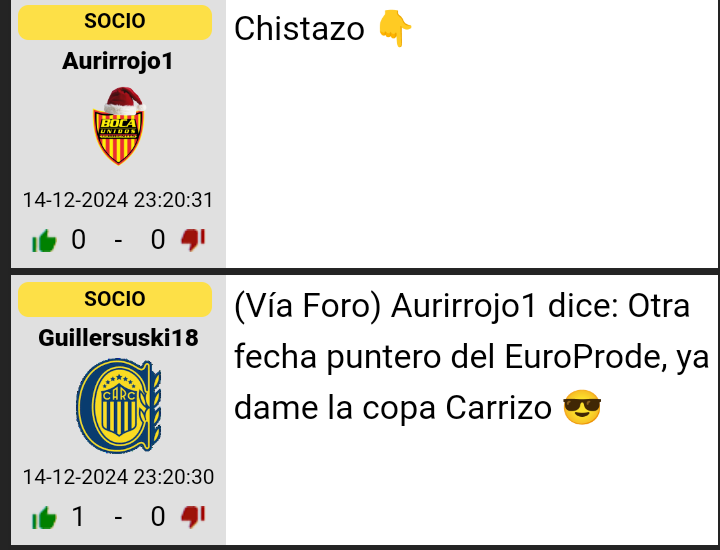 SOCIO
Aurirrojo1
BOCA
UNIDOS
14-12-2024 23:20:31
0 - 0
Chistazo 👇
SOCIO
Guillersuski18
CARC
14-12-2024 23:20:30
1 - 0
(Vía Foro) Aurirrojo1 dice: Otra
fecha puntero del EuroProde, ya
dame la copa Carrizo 😎